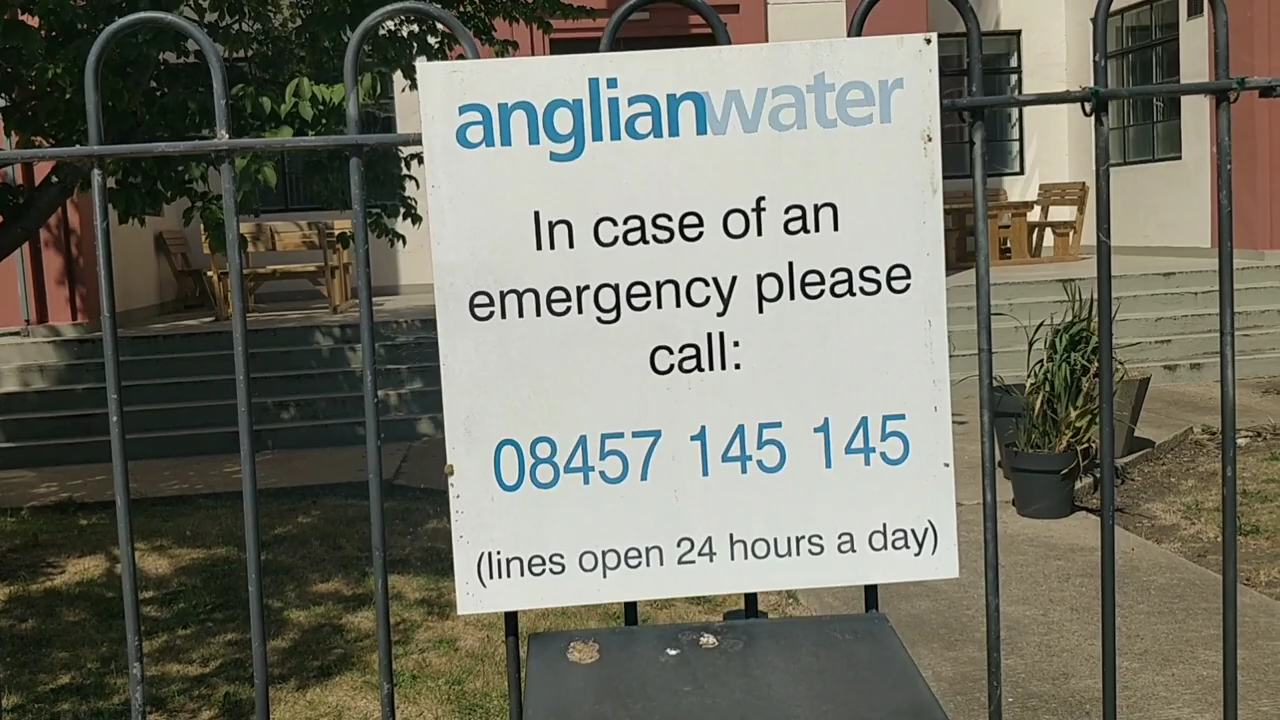 anglianwater
In case of an
emergency please
call:
08457 145 145
(lines open 24 hours a day)